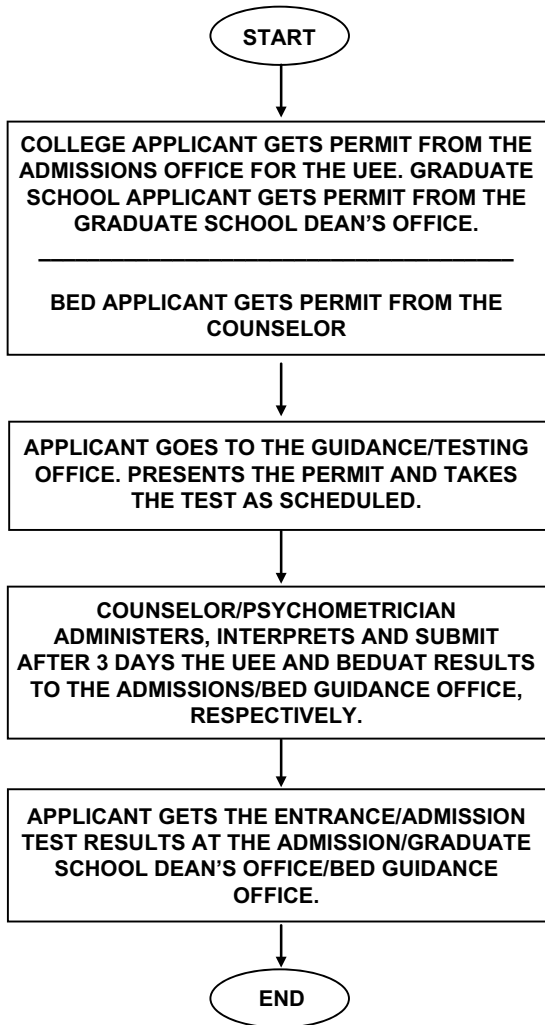 START
COLLEGE APPLICANT GETS PERMIT FROM THE
ADMISSIONS OFFICE FOR THE UEE. GRADUATE
SCHOOL APPLICANT GETS PERMIT FROM THE
GRADUATE SCHOOL DEAN’S OFFICE.
BED APPLICANT GETS PERMIT FROM THE
COUNSELOR
APPLICANT GOES TO THE GUIDANCE/TESTING
OFFICE. PRESENTS THE PERMIT AND TAKES
THE TEST AS SCHEDULED.
COUNSELOR/PSYCHOMETRICIAN
ADMINISTERS, INTERPRETS AND SUBMIT
AFTER 3 DAYS THE UEE AND BEDUAT RESULTS
TO THE ADMISSIONS/BED GUIDANCE OFFICE,
RESPECTIVELY.
APPLICANT GETS THE ENTRANCE/ADMISSION
TEST RESULTS AT THE ADMISSION/GRADUATE
SCHOOL DEAN’S OFFICE/BED GUIDANCE
OFFICE.
END